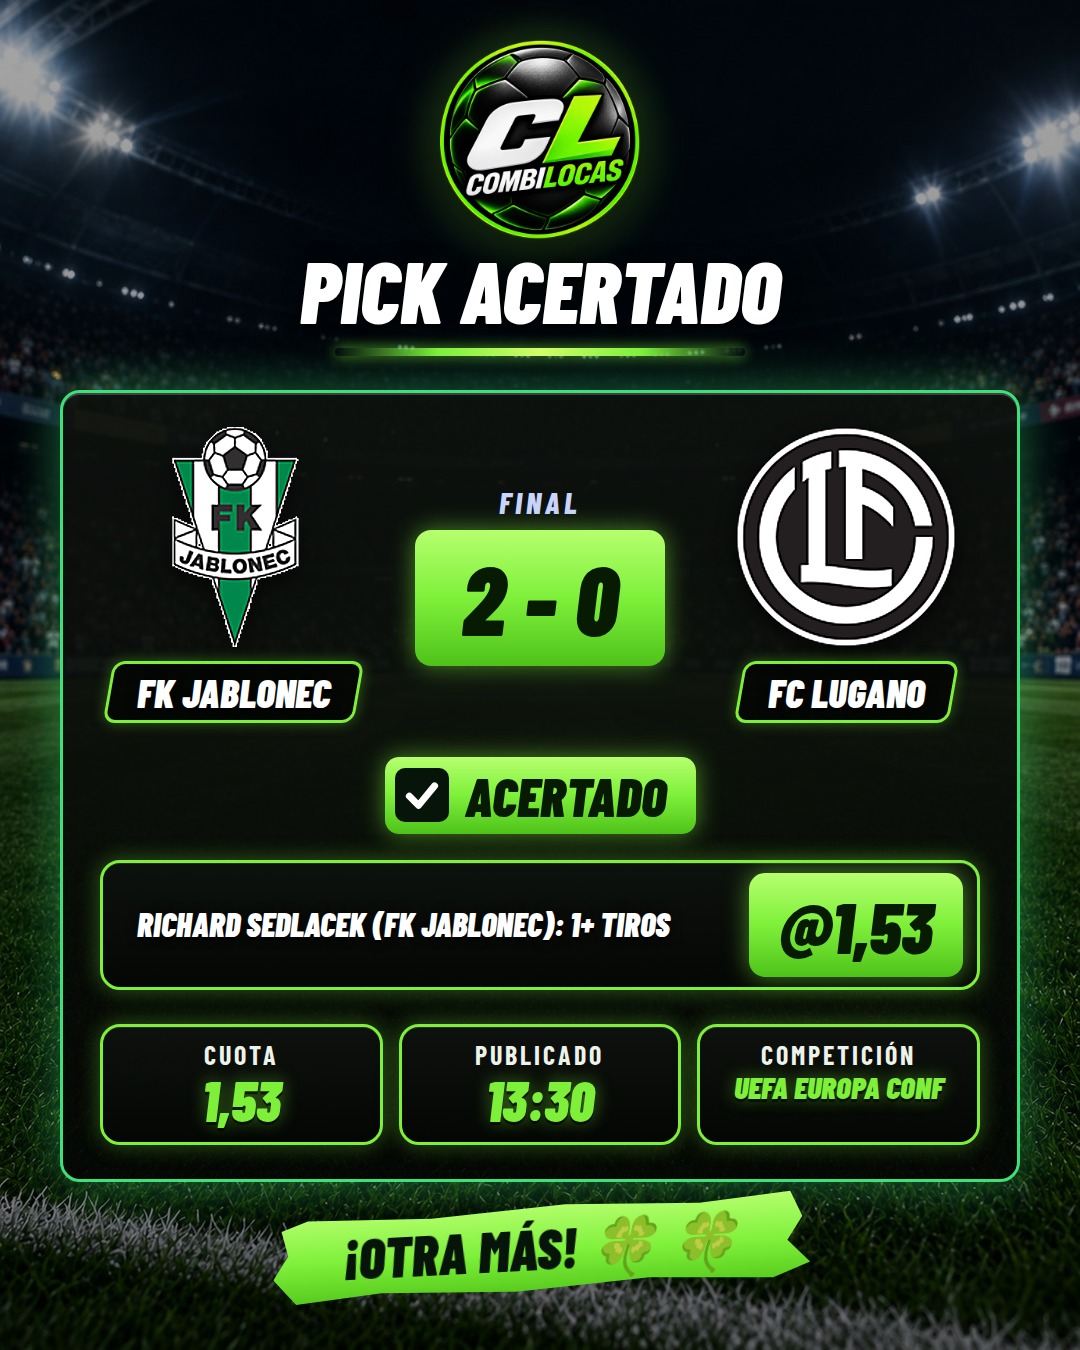 CL
COMBILOCAS
PICK ACERTADO
FK
JABLONEC
FINAL
2 - 0
LF
FK JABLONEC
FC LUGANO
ACERTADO
RICHARD SEDLACEK (FK JABLONEC): 1+ TIROS
@1,53
CUOTA
1,53
PUBLICADO
13:30
COMPETICIÓN
UEFA EUROPA CONF
¡OTRA MÁS! 🍀 🍀